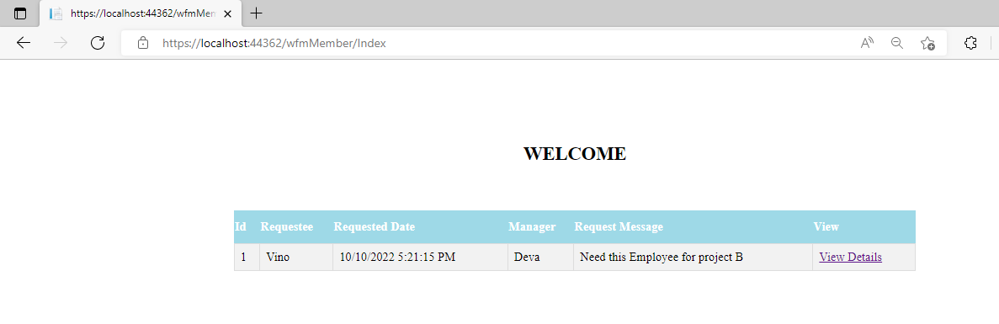 https://localhost:44362/wfmMem
https://localhost:44362/wfmMember/Index
WELCOME
Id Requestee Requested Date Manager Request Message View
1 Vino 10/10/2022 5:21:15 PM Deva Need this Employee for project B View Details